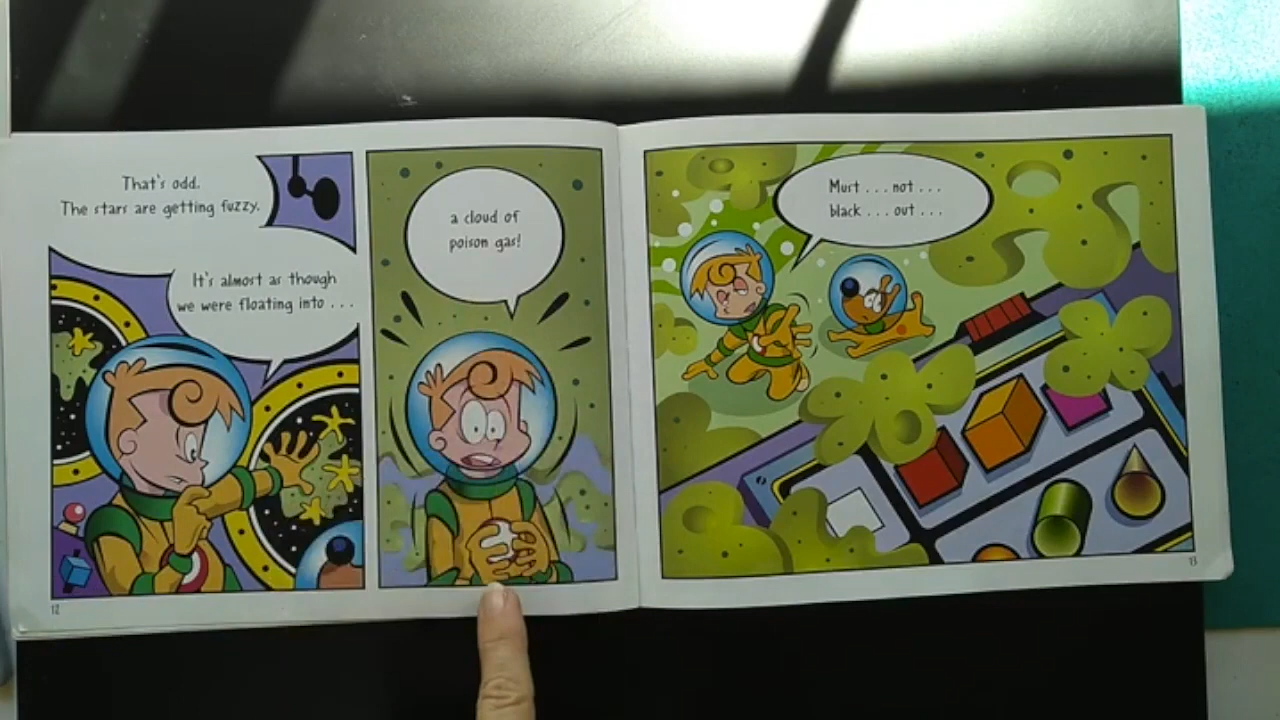 That's odd.
The stars are getting fuzzy.
It's almost as though
we were floating into . . .
a cloud of
poison gas!
Must . . . not . . .
black . . . out . . .
12
13